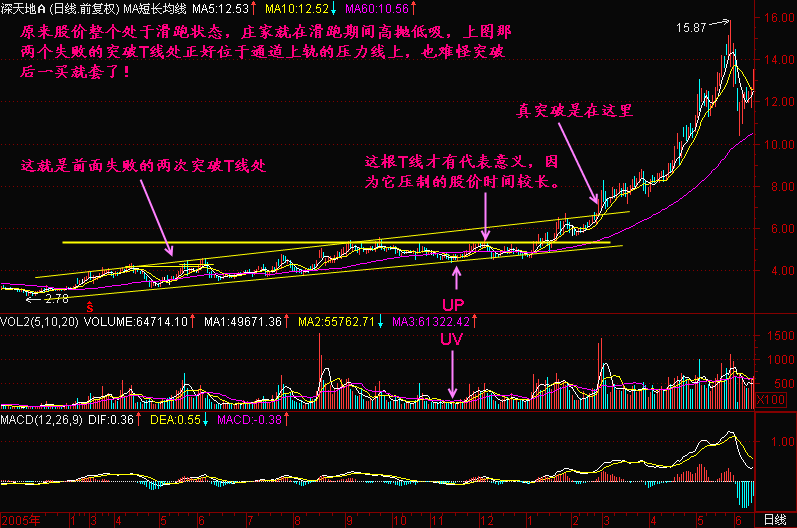 深天地A (日线.前复权) MA短长均线 MA5:12.53↑ MA10:12.52↓ MA60:10.56↑
原来股价整个处于滑跑状态，庄家就在滑跑期间高抛低吸，上图那
两个失败的突破T线处正好位于通道上轨的压力线上，也难怪突破
后一买就套了！
15.87
16.00
14.00
12.00
真突破是在这里
这就是前面失败的两次突破T线处
这根T线才有代表意义，因
为它压制的股价时间较长。
10.00
8.00
6.00
4.00
2.78
ŝ
UP
VOL2(5,10,20) VOLUME:64714.10↑ MA1:49671.36↑ MA2:55762.71↓ MA3:61322.42↑
UV
1500
1000
500
X100
MACD(12,26,9) DIF:0.36↑ DEA:0.55↓ MACD:-0.38↑
1.00
2005年 1 3 4 5 6 7 8 9 10 11 12 1 2 3 4 5 6 日线